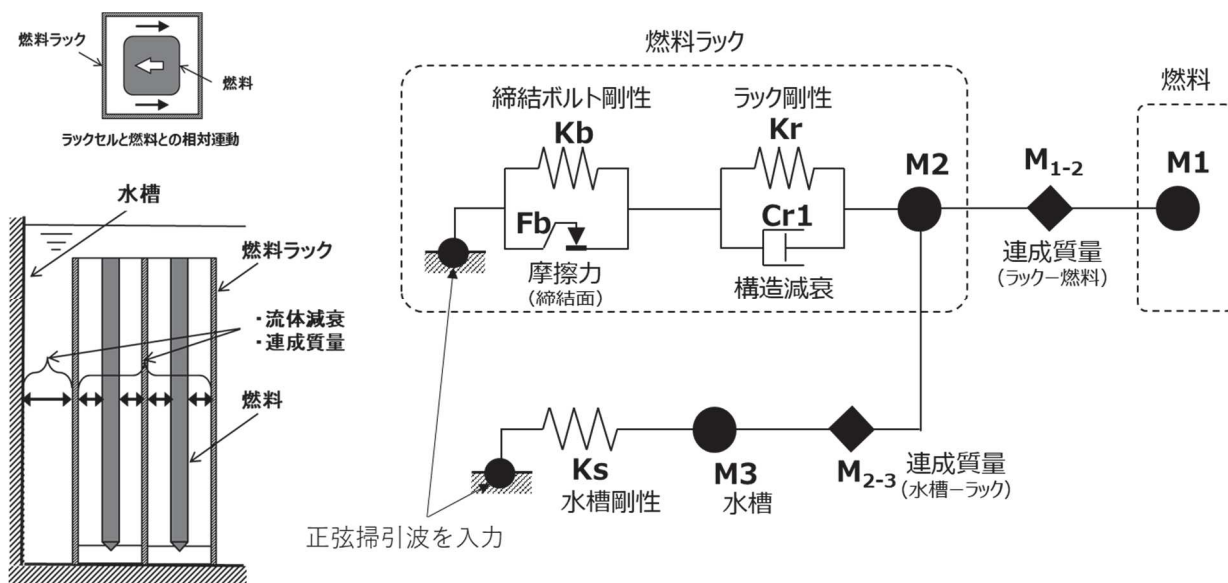 燃料ラック
燃料
ラックセルと燃料との相対運動
水槽
燃料ラック
・流体減衰
・連成質量
燃料
燃料ラック
締結ボルト剛性
Kb
Fb
摩擦力
(締結面)
ラック剛性
Kr
Cr1
構造減衰
M2
M1-2
連成質量
(ラックー燃料)
燃料
M1
Ks
水槽剛性
M3
水槽
M2-3
連成質量
(水槽ーラック)
正弦掃引波を入力